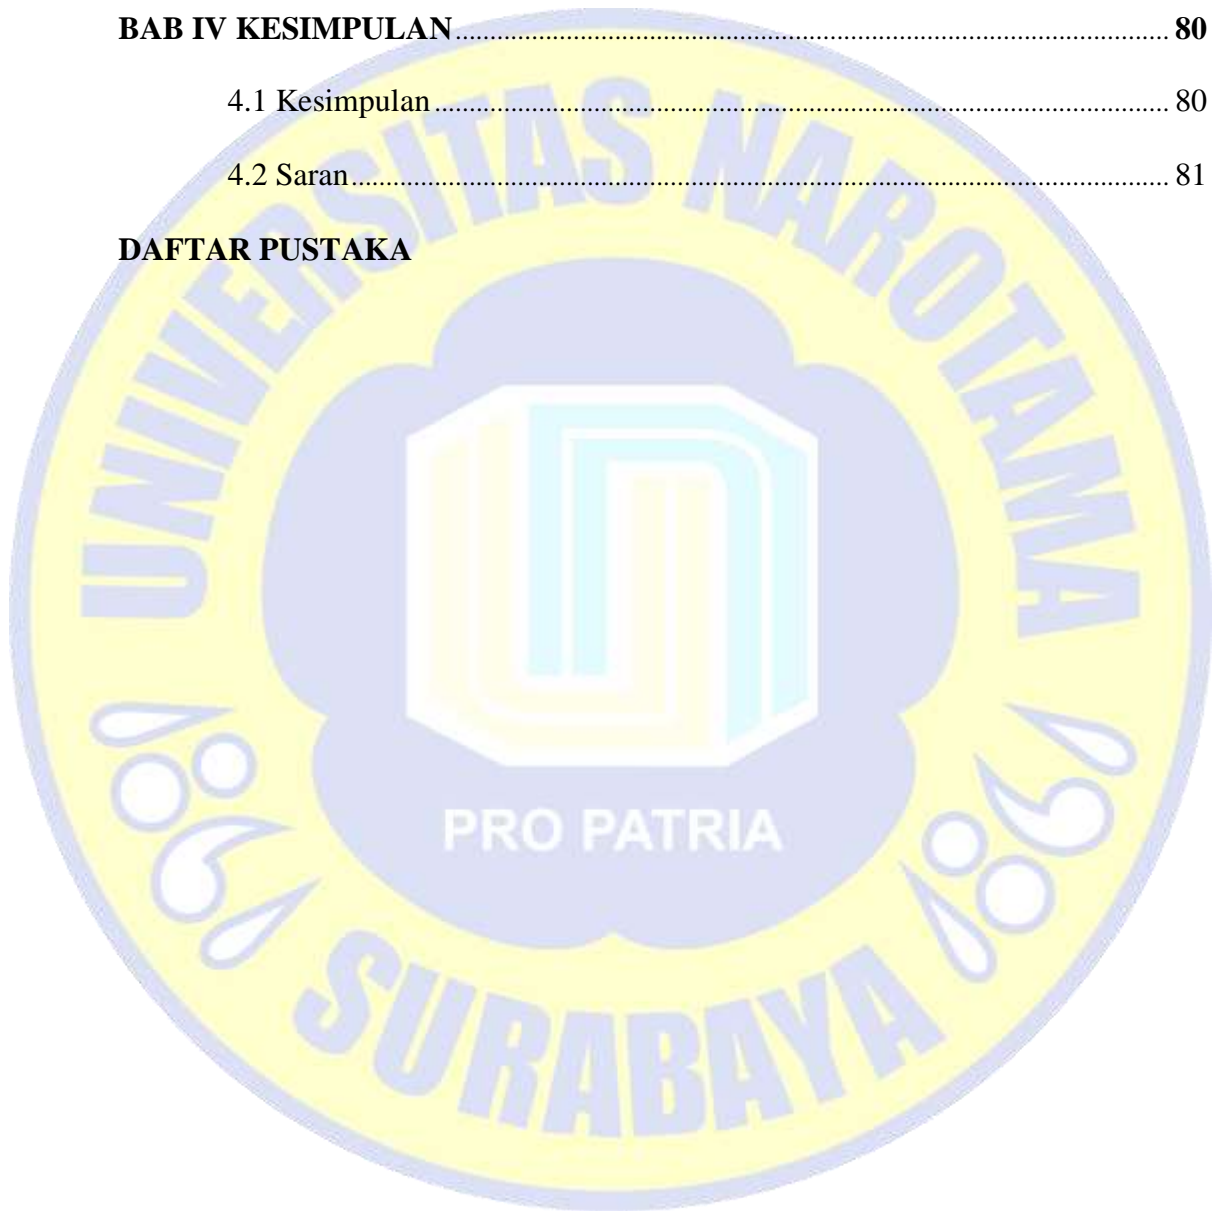 BAB IV KESIMPULAN........................................................................................ 80
4.1 Kesimpulan........................................................................................ 80
4.2 Saran........................................................................................ 81
DAFTAR PUSTAKA
UNIVERSITAS NAROTAMA
PRO PATRIA
SURABAYA